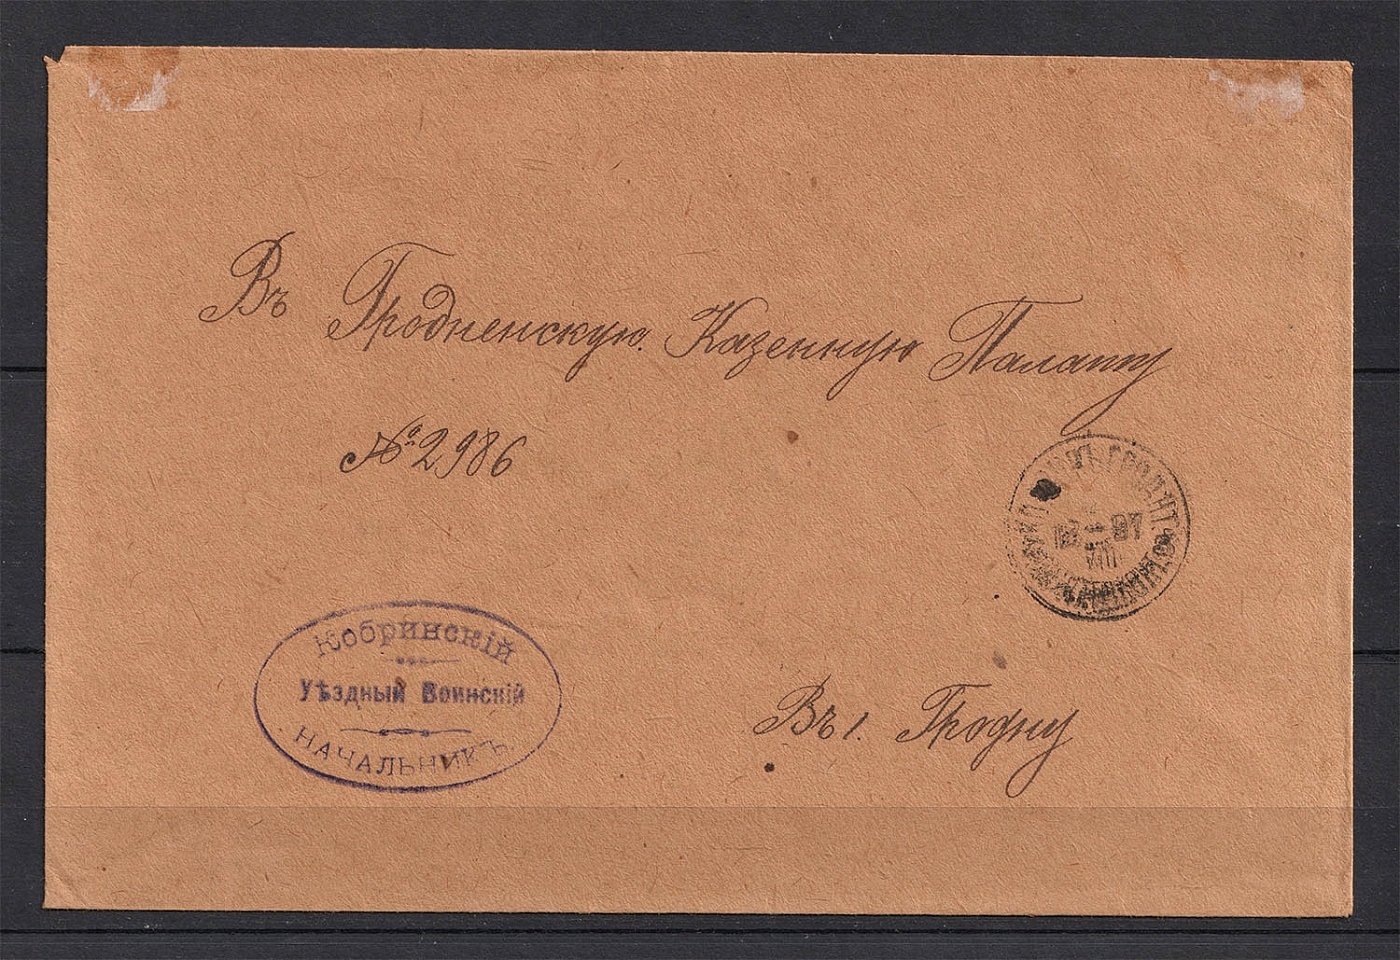 Въ Гродненскую Казенную Палату
№ 2986
Кобринскій
Уѣздный Воинскій
НАЧАЛЬНИКЪ
Въ г. Гродну